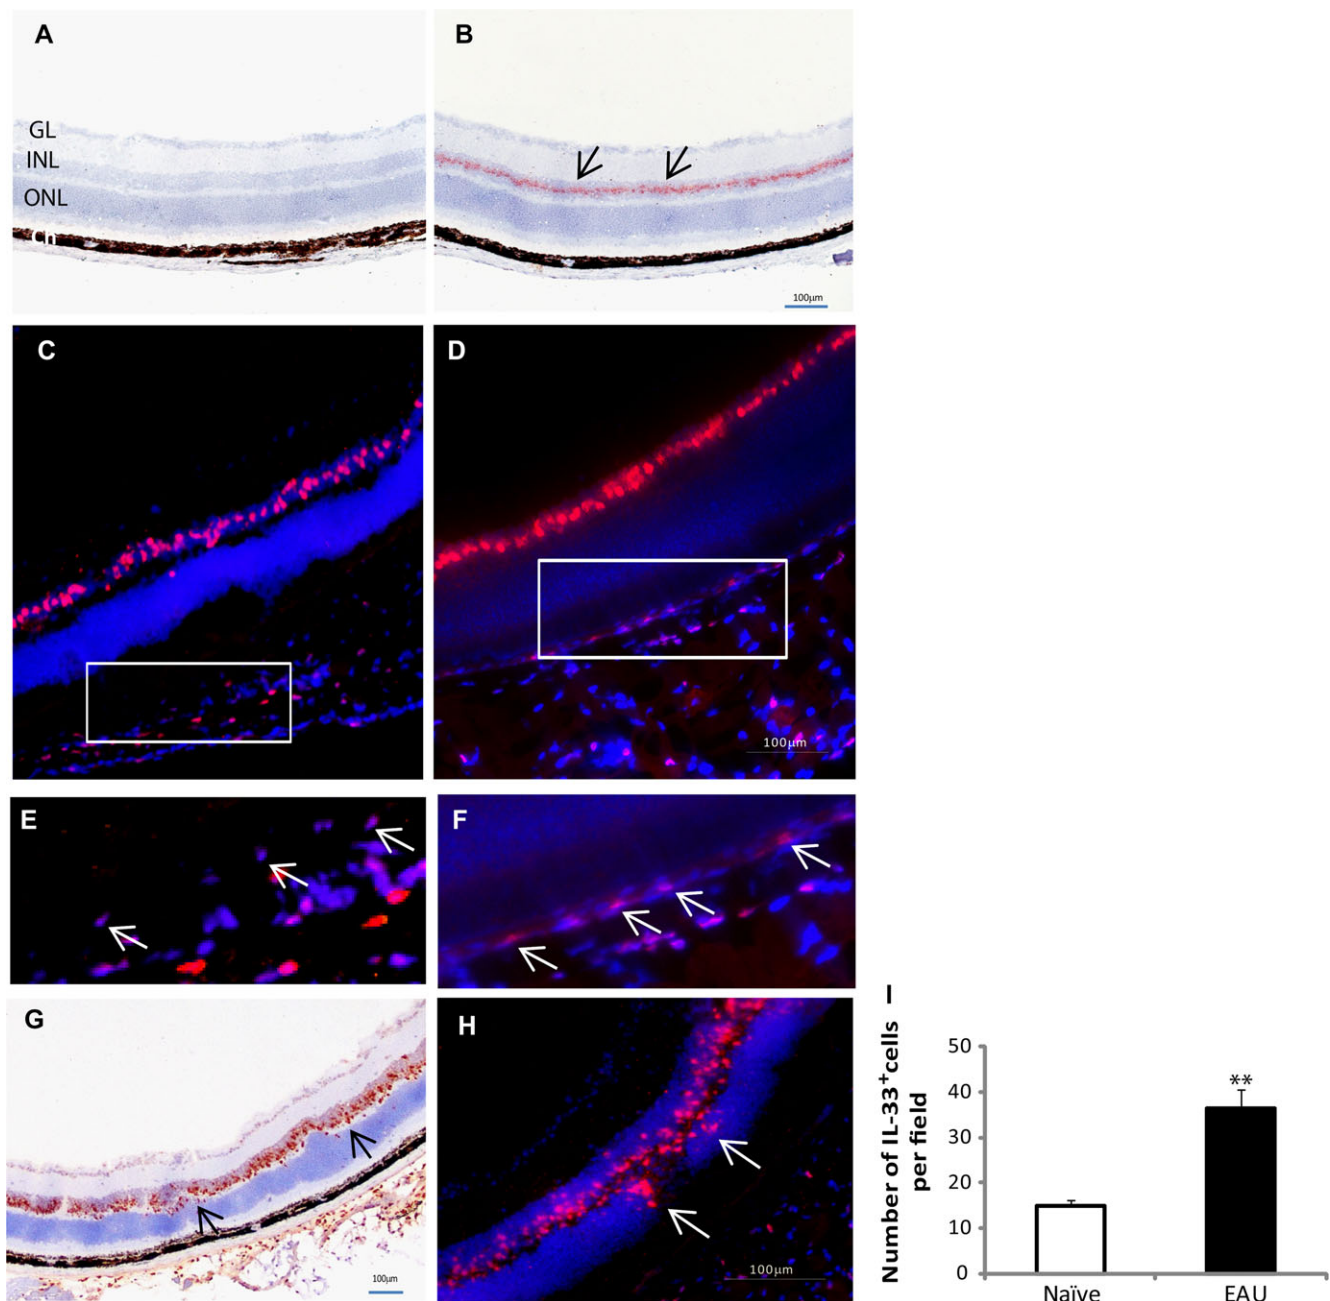 A
B
GL
INL
ONL
Ch
100µm
C
D
100µm
E
F
G
H
I
100µm
100µm
Number of IL-33⁺cells
per field
50
40
30
20
10
0
**
Naïve
EAU